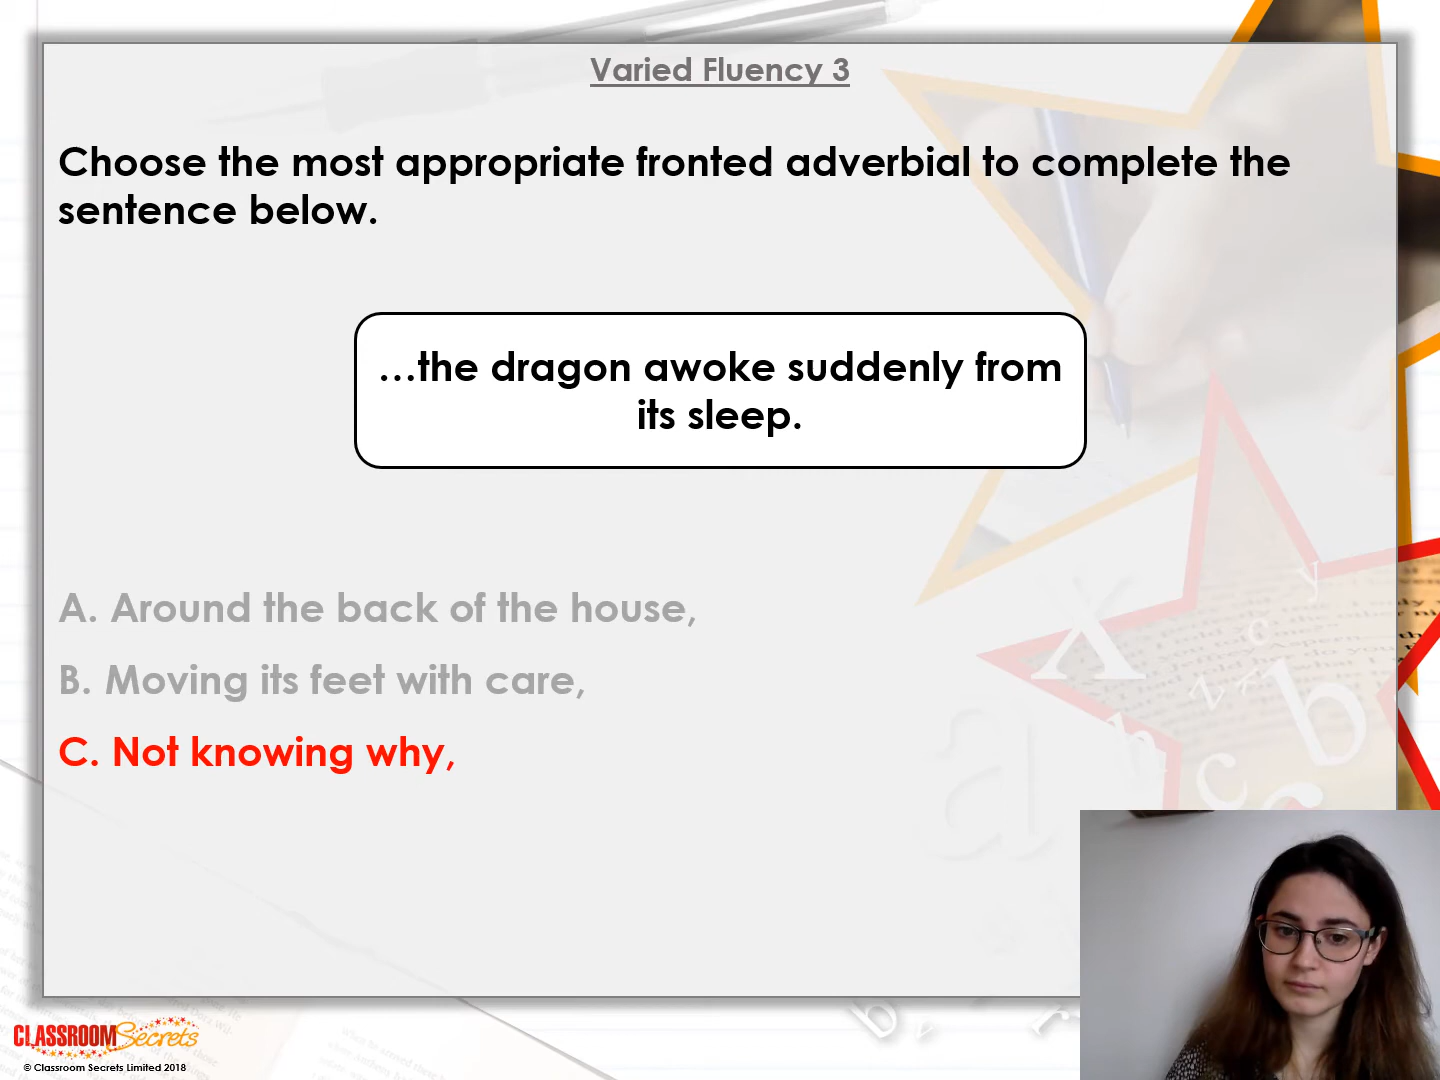 Varied Fluency 3
Choose the most appropriate fronted adverbial to complete the
sentence below.
…the dragon awoke suddenly from
its sleep.
A. Around the back of the house,
B. Moving its feet with care,
C. Not knowing why,
CLASSROOM Secrets
© Classroom Secrets Limited 2018